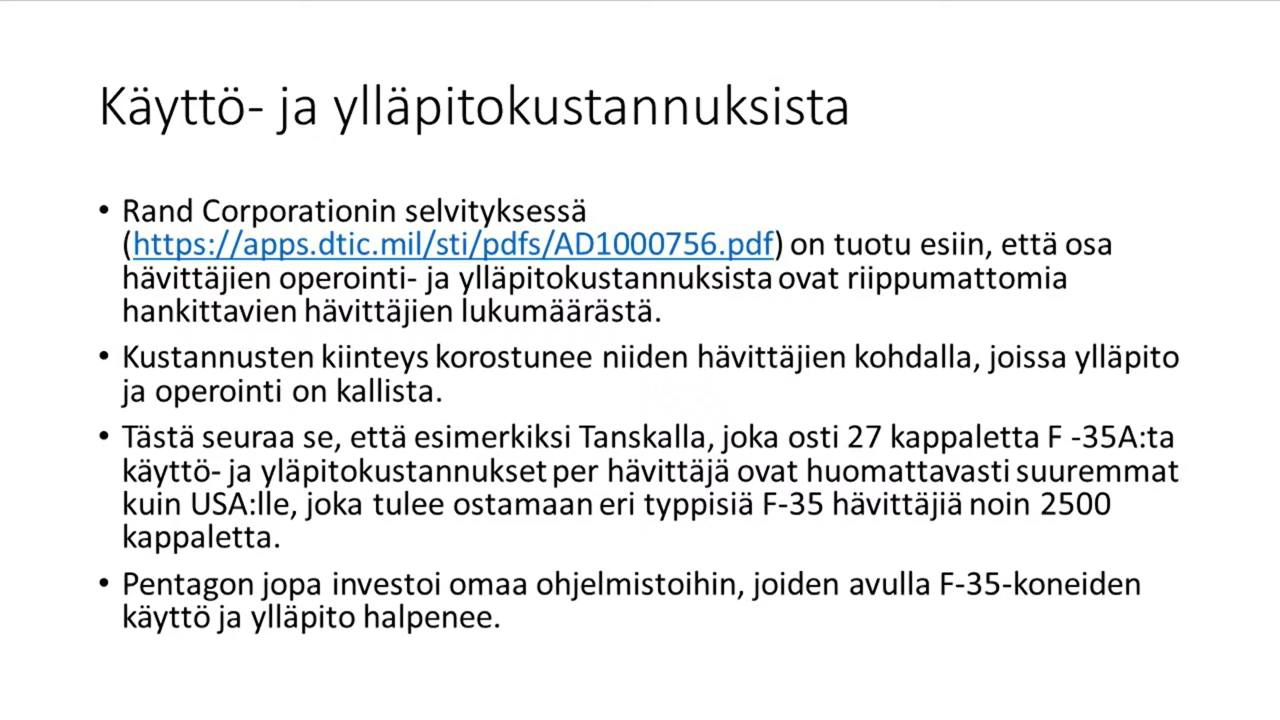 Käyttö- ja ylläpitokustannuksista
• Rand Corporationin selvityksessä
(https://apps.dtic.mil/sti/pdfs/AD1000756.pdf) on tuotu esiin, että osa
hävittäjien operointi- ja ylläpitokustannuksista ovat riippumattomia
hankittavien hävittäjien lukumäärästä.
• Kustannusten kiinteys korostunee niiden hävittäjien kohdalla, joissa ylläpito
ja operointi on kallista.
• Tästä seuraa se, että esimerkiksi Tanskalla, joka osti 27 kappaletta F -35A:ta
käyttö- ja yläpitokustannukset per hävittäjä ovat huomattavasti suuremmat
kuin USA:lle, joka tulee ostamaan eri typpisiä F-35 hävittäjiä noin 2500
kappaletta.
• Pentagon jopa investoi omaa ohjelmistoihin, joiden avulla F-35-koneiden
käyttö ja ylläpito halpenee.